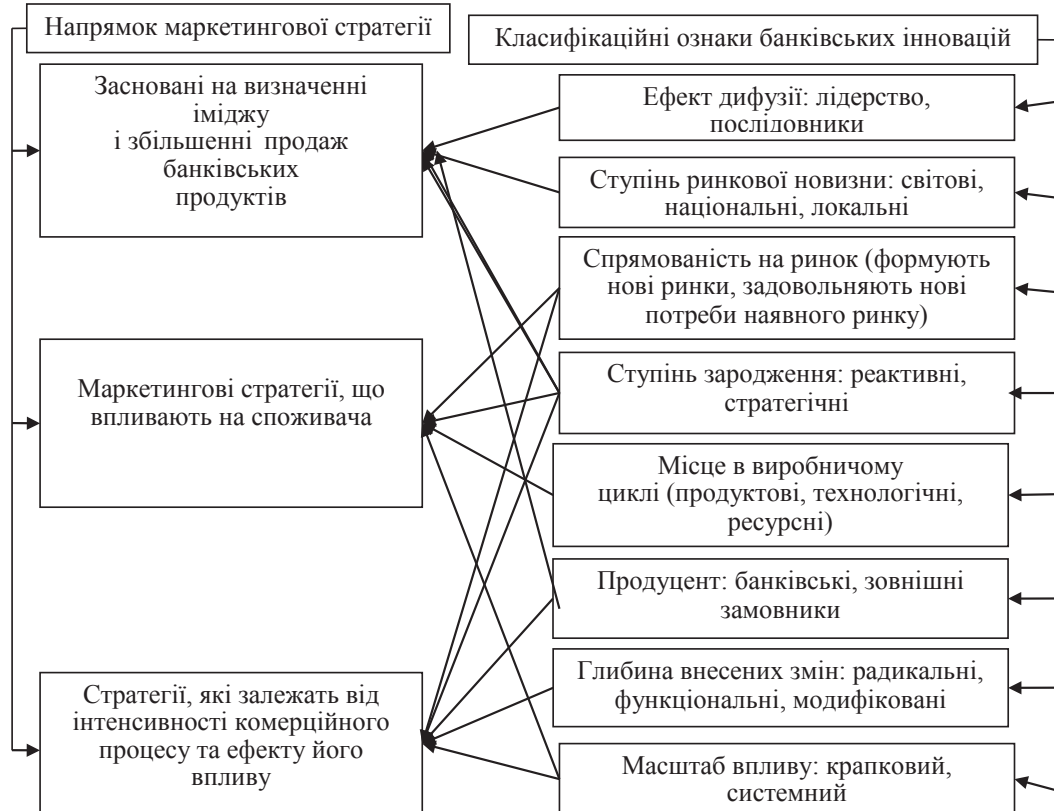 Напрямок маркетингової стратегії
Засновані на визначенні
іміджу
і збільшенні продаж
банківських
продуктів
Маркетингові стратегії, що
впливають на споживача
Стратегії, які залежать від
інтенсивності комерційного
процесу та ефекту його
впливу
Класифікаційні ознаки банківських інновацій
Ефект дифузії: лідерство,
послідовники
Ступінь ринкової новизни: світові,
національні, локальні
Спрямованість на ринок (формують
нові ринки, задовольняють нові
потреби наявного ринку)
Ступінь зародження: реактивні,
стратегічні
Місце в виробничому
циклі (продуктові, технологічні,
ресурсні)
Продуцент: банківські, зовнішні
замовники
Глибина внесених змін: радикальні,
функціональні, модифіковані
Масштаб впливу: крапковий,
системний